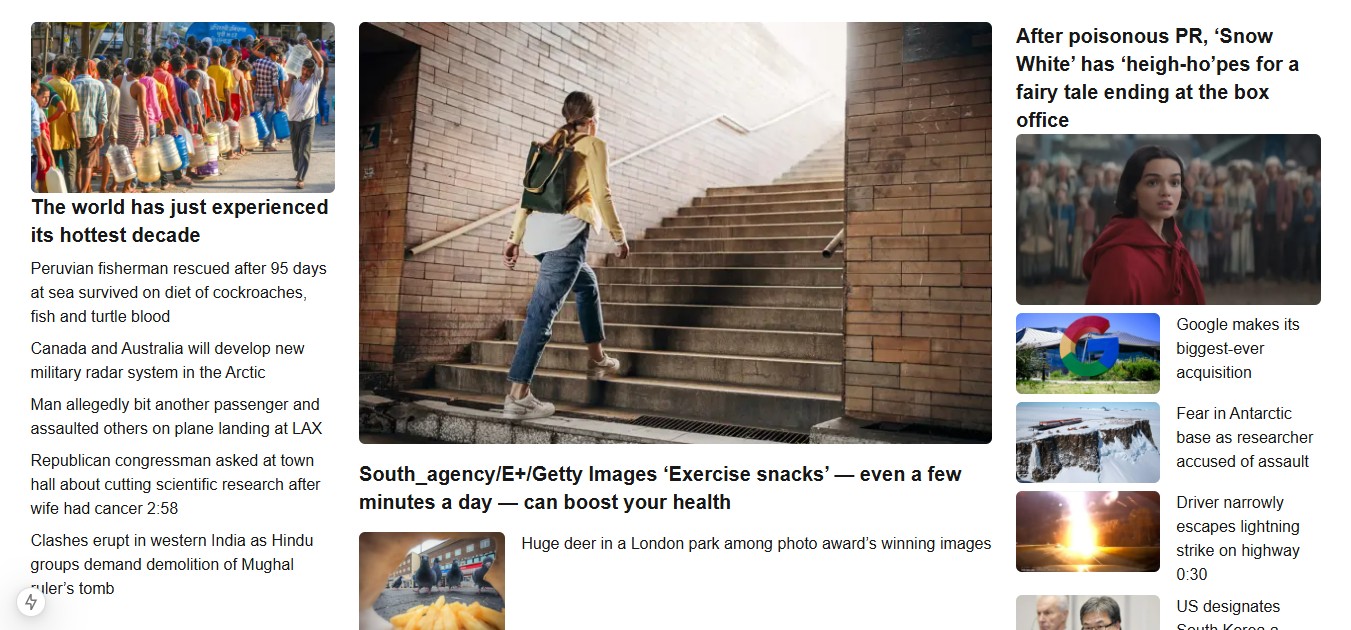 The world has just experienced
its hottest decade
Peruvian fisherman rescued after 95 days
at sea survived on diet of cockroaches,
fish and turtle blood
Canada and Australia will develop new
military radar system in the Arctic
Man allegedly bit another passenger and
assaulted others on plane landing at LAX
Republican congressman asked at town
hall about cutting scientific research after
wife had cancer 2:58
Clashes erupt in western India as Hindu
groups demand demolition of Mughal
ruler’s tomb
South_agency/E+/Getty Images ‘Exercise snacks’ — even a few
minutes a day — can boost your health
Huge deer in a London park among photo award’s winning images
After poisonous PR, ‘Snow
White’ has ‘heigh-ho’pes for a
fairy tale ending at the box
office
Google makes its
biggest-ever
acquisition
Fear in Antarctic
base as researcher
accused of assault
Driver narrowly
escapes lightning
strike on highway
0:30
US designates
South Korea a